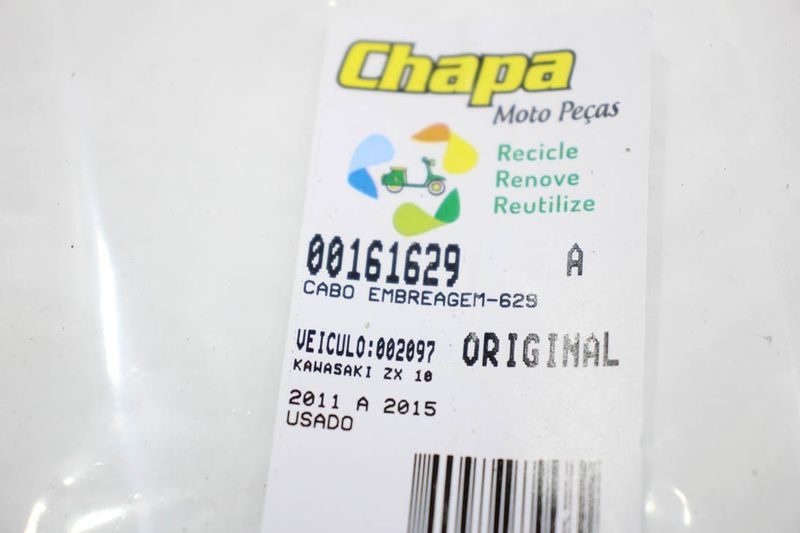 Chapa
Moto Peças
Recicle
Renove
Reutilize
00161629 A
CABO EMBREAGEM-629
VEICULO:002097 ORIGINAL
KAWASAKI ZX 10
2011 A 2015
USADO